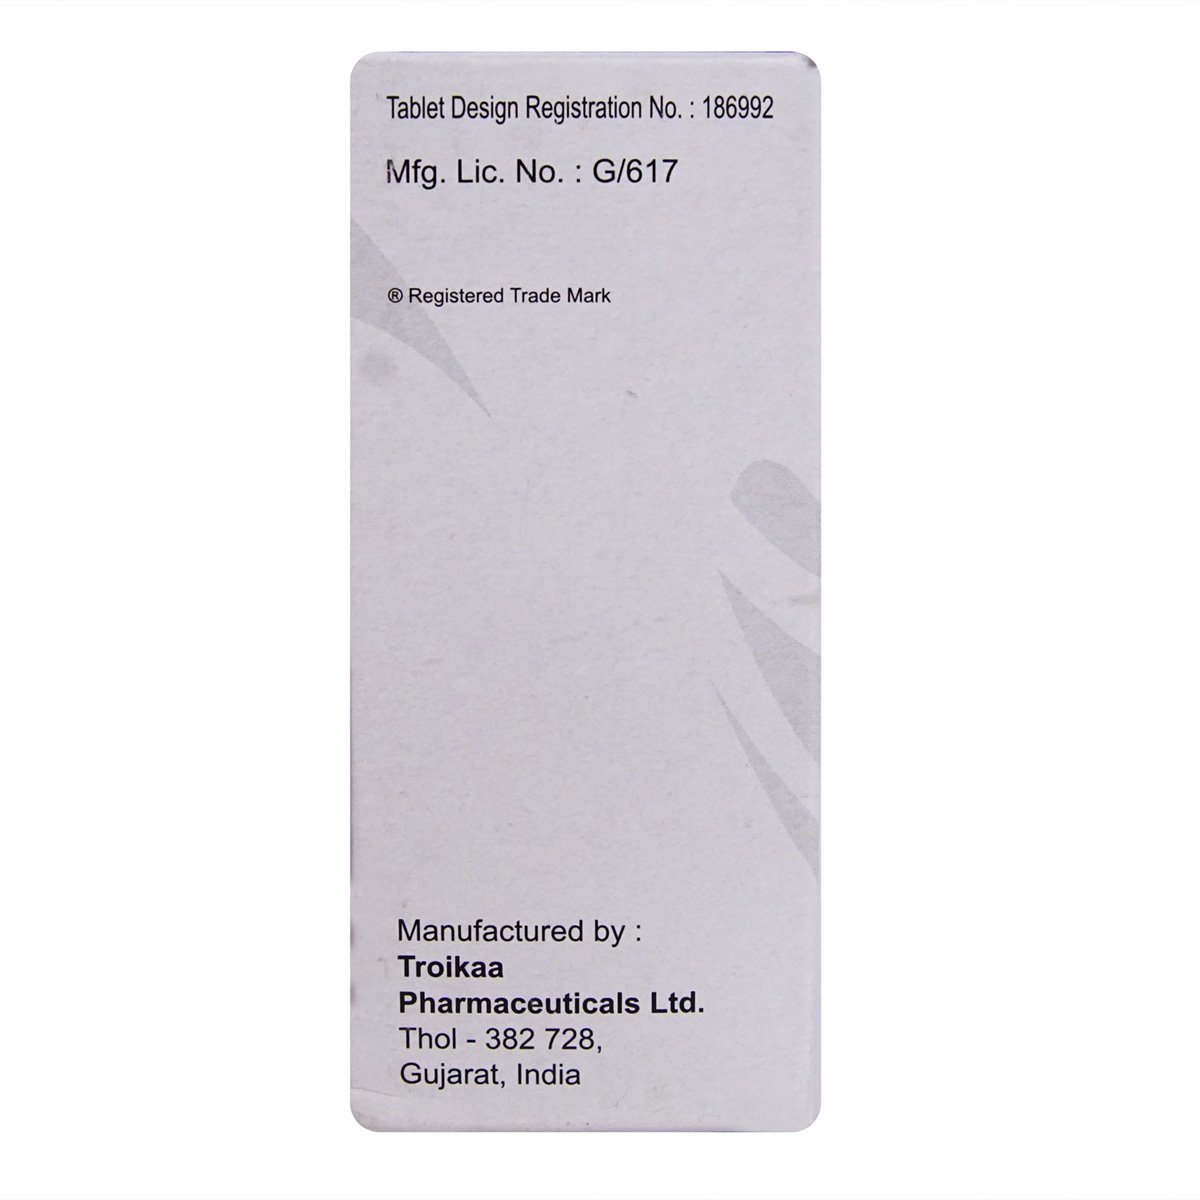 Tablet Design Registration No. : 186992
Mfg. Lic. No. : G/617
® Registered Trade Mark
Manufactured by :
Troikaa
Pharmaceuticals Ltd.
Thol - 382 728,
Gujarat, India